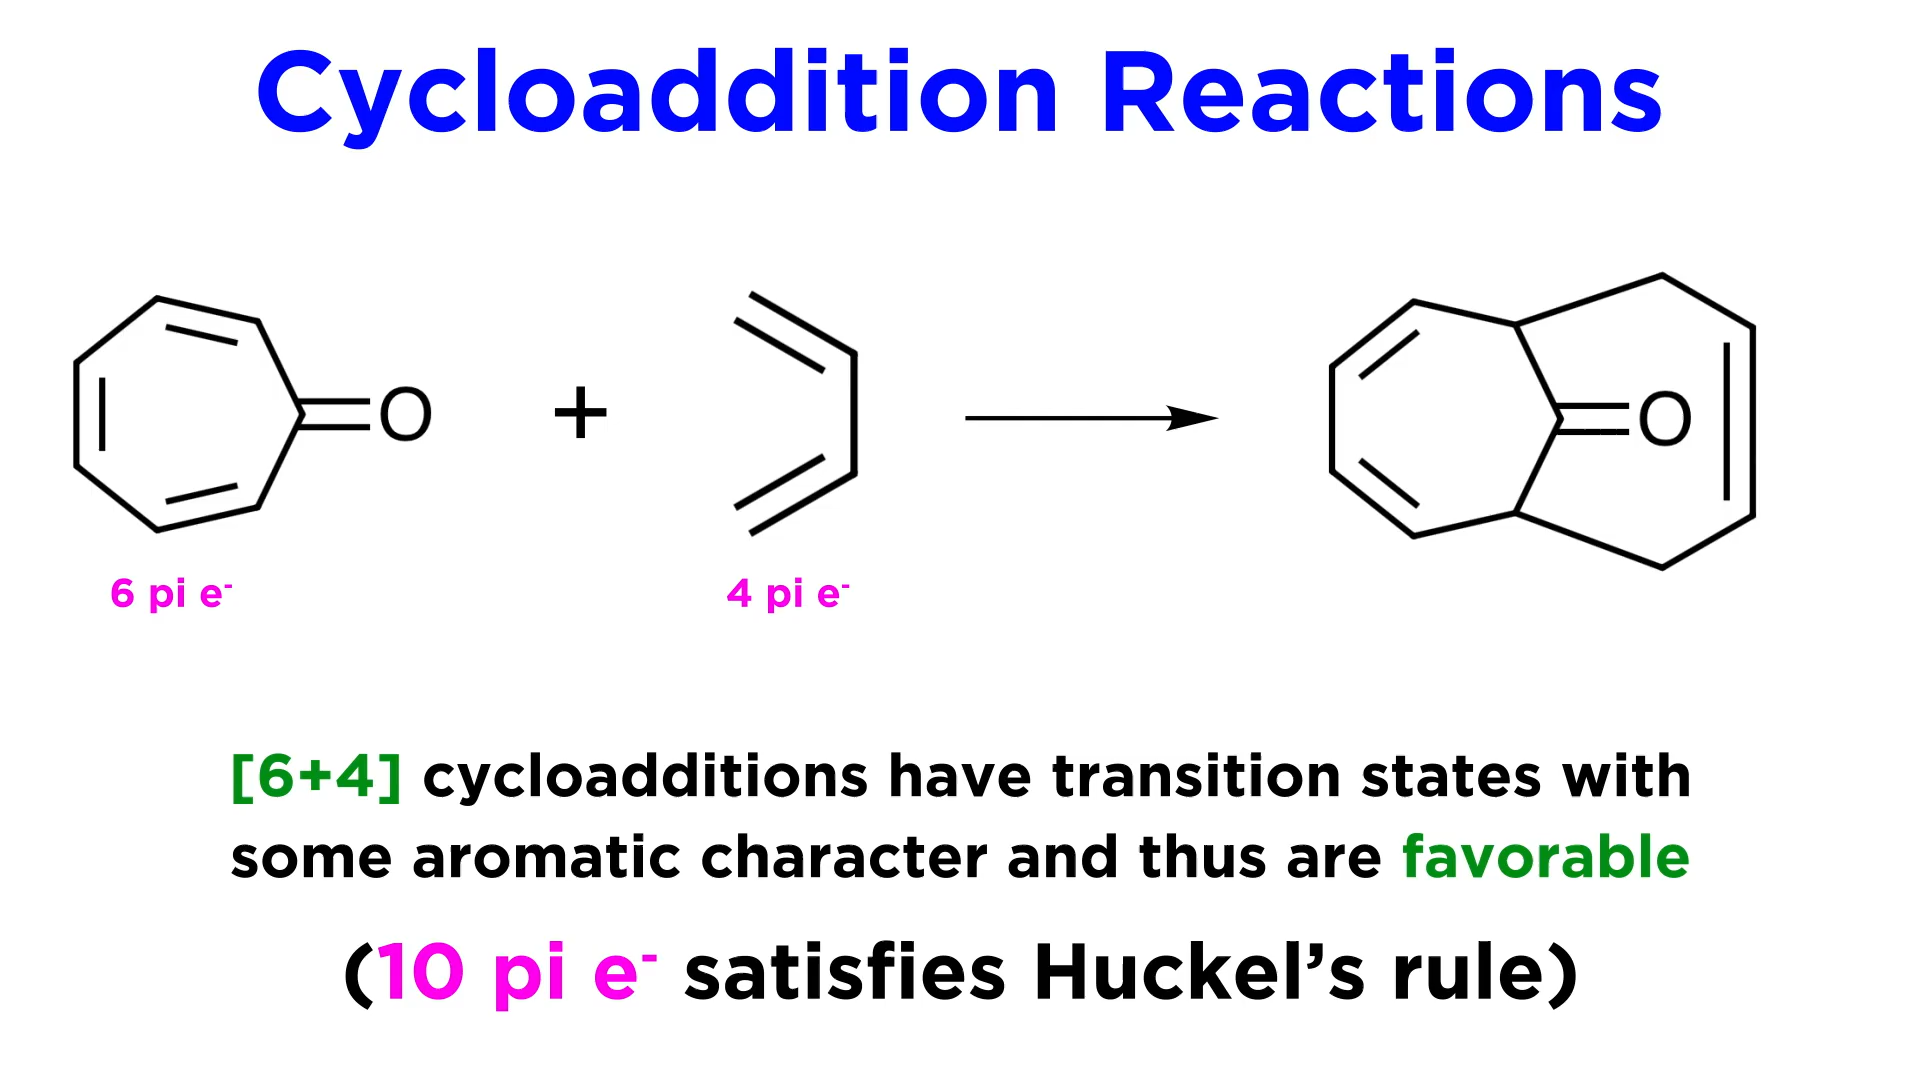 Cycloaddition Reactions
O + O
6 pi e⁻ 4 pi e⁻
[6+4] cycloadditions have transition states with
some aromatic character and thus are favorable
(10 pi e⁻ satisfies Huckel’s rule)